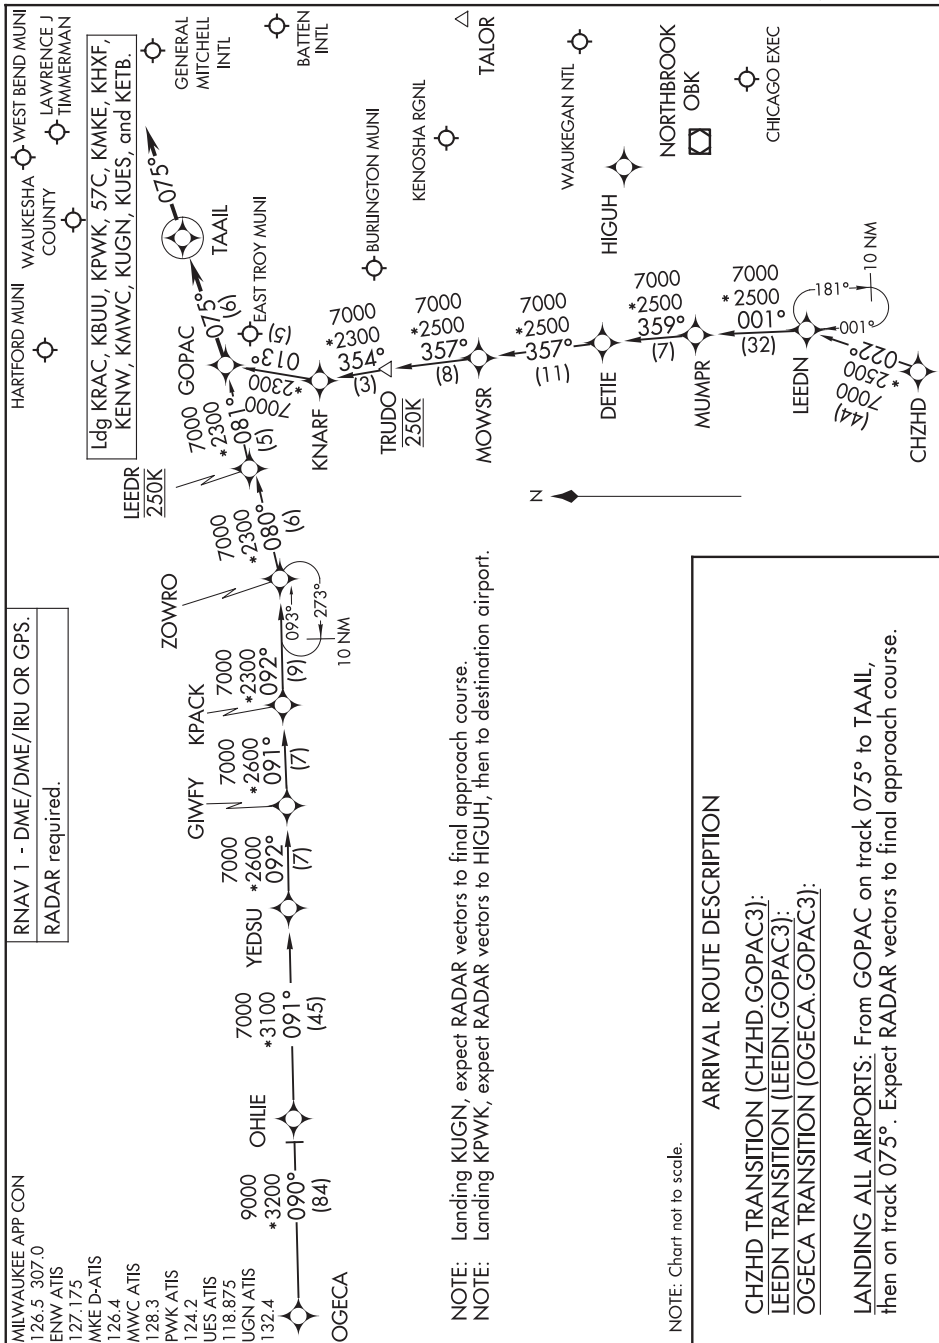 MILWAUKEE APP CON
126.5 307.0
ENW ATIS
127.175
MKE D-ATIS
126.4
MWC ATIS
128.3
PWK ATIS
124.2
UES ATIS
118.875
UGN ATIS
132.4
RNAV 1 - DME/DME/IRU OR GPS.
RADAR required.
HARTFORD MUNI
WAUKESHA
COUNTY
WEST BEND MUNI
LAWRENCE J
TIMMERMAN
Ldg KRAC, KBUU, KPWK, 57C, KMKE, KHXF,
KENW, KMWC, KUGN, KUES, and KETB.
GENERAL
MITCHELL
INTL
BATTEN
INTL
075°
TAAIL
075°
(6)
GOPAC
EAST TROY MUNI
7000
*2300
081°
(5)
LEEDR
250K
7000
*2300
080°
(6)
ZOWRO
093°
273°
10 NM
7000
*2300
092°
(9)
KPACK
7000
*2600
091°
(7)
GIWFY
7000
*2600
092°
(7)
YEDSU
7000
*3100
091°
(45)
OHLIE
9000
*3200
090°
(84)
OGECA
7000
*2300
013°
(5)
KNARF
BURLINGTON MUNI
7000
*2300
354°
(3)
TRUDO
250K
KENOSHA RGNL
7000
*2500
357°
(8)
MOWSR
TALOR
7000
*2500
357°
(11)
DETIE
WAUKEGAN NTL
HIGUH
7000
*2500
359°
(7)
MUMPR
NORTHBROOK
OBK
7000
*2500
001°
(32)
CHICAGO EXEC
LEEDN
181°
001°
10 NM
022°
*2500
7000
(44)
CHZHD
N
NOTE: Landing KUGN, expect RADAR vectors to final approach course.
NOTE: Landing KPWK, expect RADAR vectors to HIGUH, then to destination airport.
NOTE: Chart not to scale.
ARRIVAL ROUTE DESCRIPTION
CHZHD TRANSITION (CHZHD.GOPAC3):
LEEDN TRANSITION (LEEDN.GOPAC3):
OGECA TRANSITION (OGECA.GOPAC3):
LANDING ALL AIRPORTS: From GOPAC on track 075° to TAAIL,
then on track 075°. Expect RADAR vectors to final approach course.